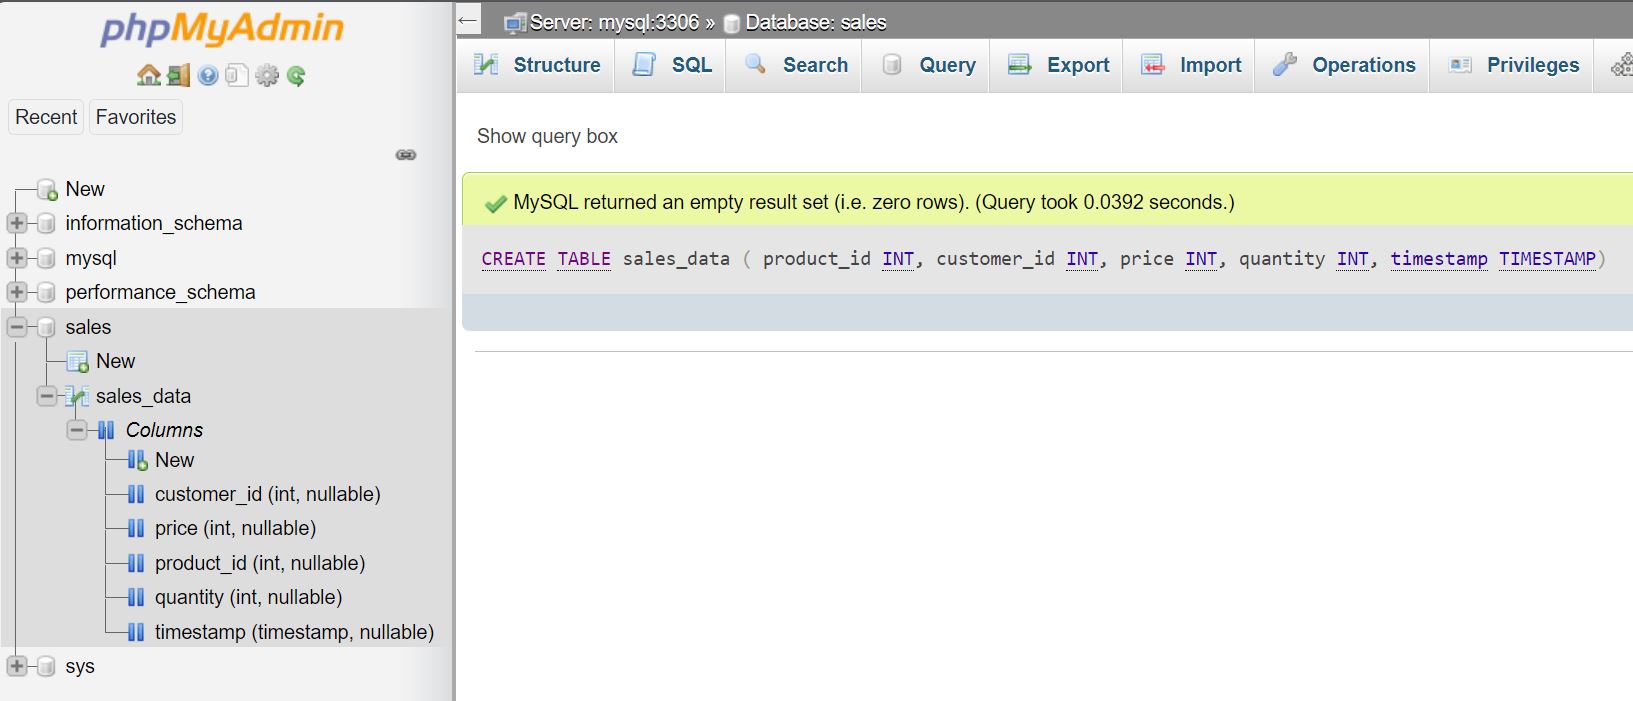 phpMyAdmin
Recent Favorites
New
information_schema
mysql
performance_schema
sales
New
sales_data
Columns
New
customer_id (int, nullable)
price (int, nullable)
product_id (int, nullable)
quantity (int, nullable)
timestamp (timestamp, nullable)
sys
Server: mysql:3306 » Database: sales
Structure SQL Search Query Export Import Operations Privileges
Show query box
MySQL returned an empty result set (i.e. zero rows). (Query took 0.0392 seconds.)
CREATE TABLE sales_data ( product_id INT, customer_id INT, price INT, quantity INT, timestamp TIMESTAMP)